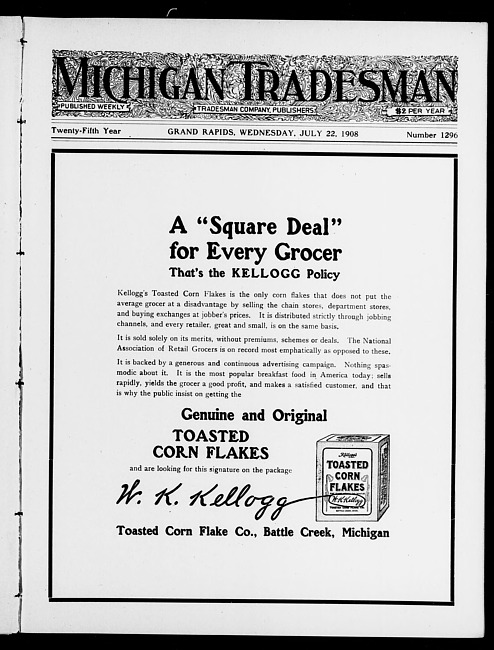 MICHIGAN TRADESMAN
PUBLISHED WEEKLY
TRADESMAN COMPANY, PUBLISHERS
$2 PER YEAR
Twenty-Fifth Year
GRAND RAPIDS, WEDNESDAY, JULY 22, 1908
Number 1296
A “Square Deal”
for Every Grocer
That's the KELLOGG Policy
Kellogg's Toasted Corn Flakes is the only corn flakes that does not put the
average grocer at a disadvantage by selling the chain stores, department stores,
and buying exchanges at jobber's prices. It is distributed strictly through jobbing
channels, and every retailer, great and small, is on the same basis.
It is sold solely on its merits, without premiums, schemes or deals. The National
Association of Retail Grocers is on record most emphatically as opposed to these.
It is backed by a generous and continuous advertising campaign. Nothing spas-
modic about it. It is the most popular breakfast food in America today; sells
rapidly, yields the grocer a good profit, and makes a satisfied customer, and that
is why the public insist on getting the
Genuine and Original
TOASTED
CORN FLAKES
and are looking for this signature on the package
W. K. Kellogg
Kellogg's
TOASTED
CORN
FLAKES
W.K.Kellogg
Toasted Corn Flake Co., Battle Creek, Michigan